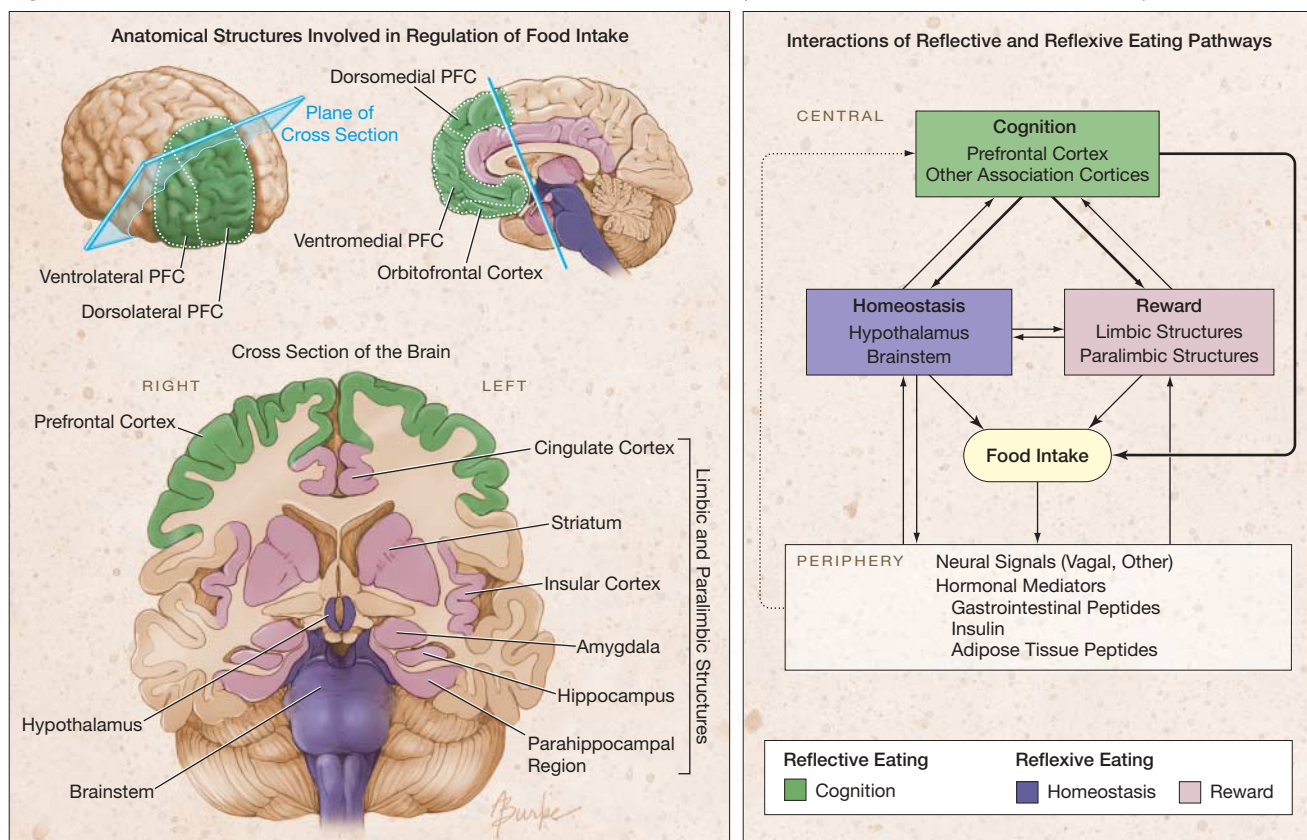 Anatomical Structures Involved in Regulation of Food Intake
Dorsomedial PFC
Plane of
Cross Section
Ventromedial PFC
Orbitofrontal Cortex
Ventrolateral PFC
Dorsolateral PFC
Cross Section of the Brain
RIGHT
LEFT
Prefrontal Cortex
Cingulate Cortex
Striatum
Insular Cortex
Amygdala
Hippocampus
Parahippocampal
Region
Hypothalamus
Brainstem
Limbic and Paralimbic Structures
ABurke
Interactions of Reflective and Reflexive Eating Pathways
CENTRAL
Cognition
Prefrontal Cortex
Other Association Cortices
Homeostasis
Hypothalamus
Brainstem
Reward
Limbic Structures
Paralimbic Structures
Food Intake
PERIPHERY
Neural Signals (Vagal, Other)
Hormonal Mediators
Gastrointestinal Peptides
Insulin
Adipose Tissue Peptides
Reflective Eating
Cognition
Reflexive Eating
Homeostasis
Reward